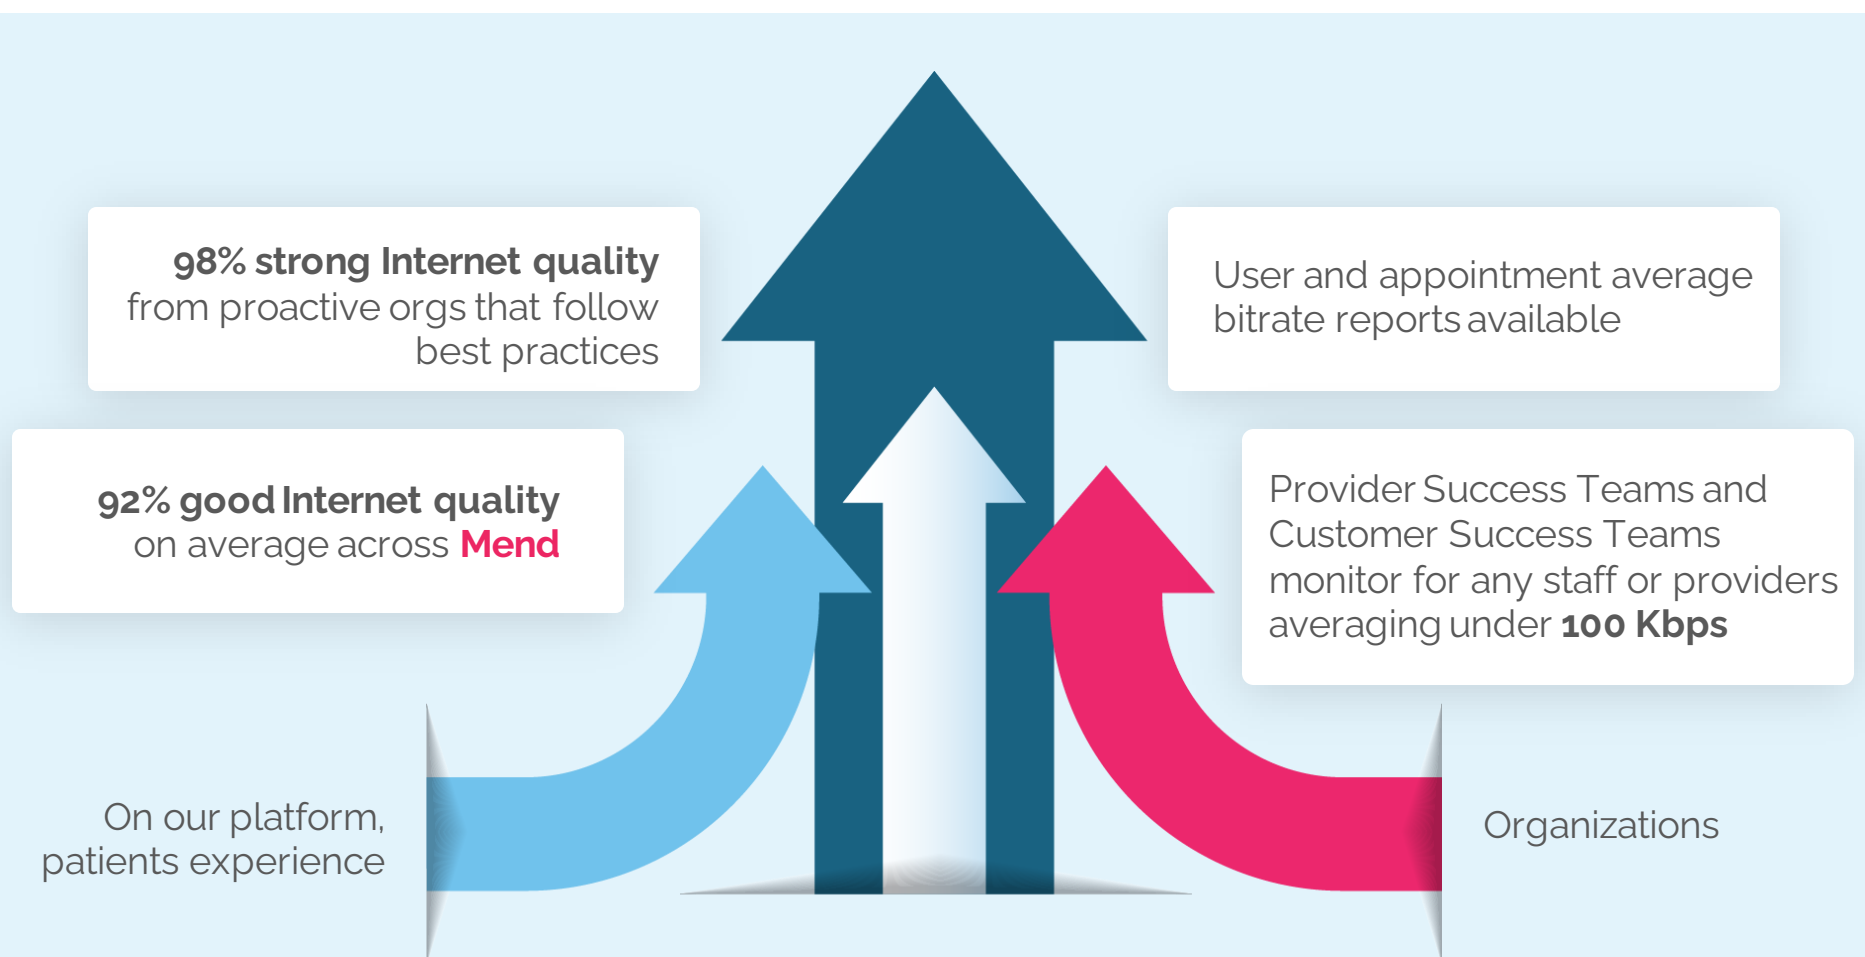 98% strong Internet quality
from proactive orgs that follow
best practices
92% good Internet quality
on average across Mend
On our platform,
patients experience
User and appointment average
bitrate reports available
Provider Success Teams and
Customer Success Teams
monitor for any staff or providers
averaging under 100 Kbps
Organizations